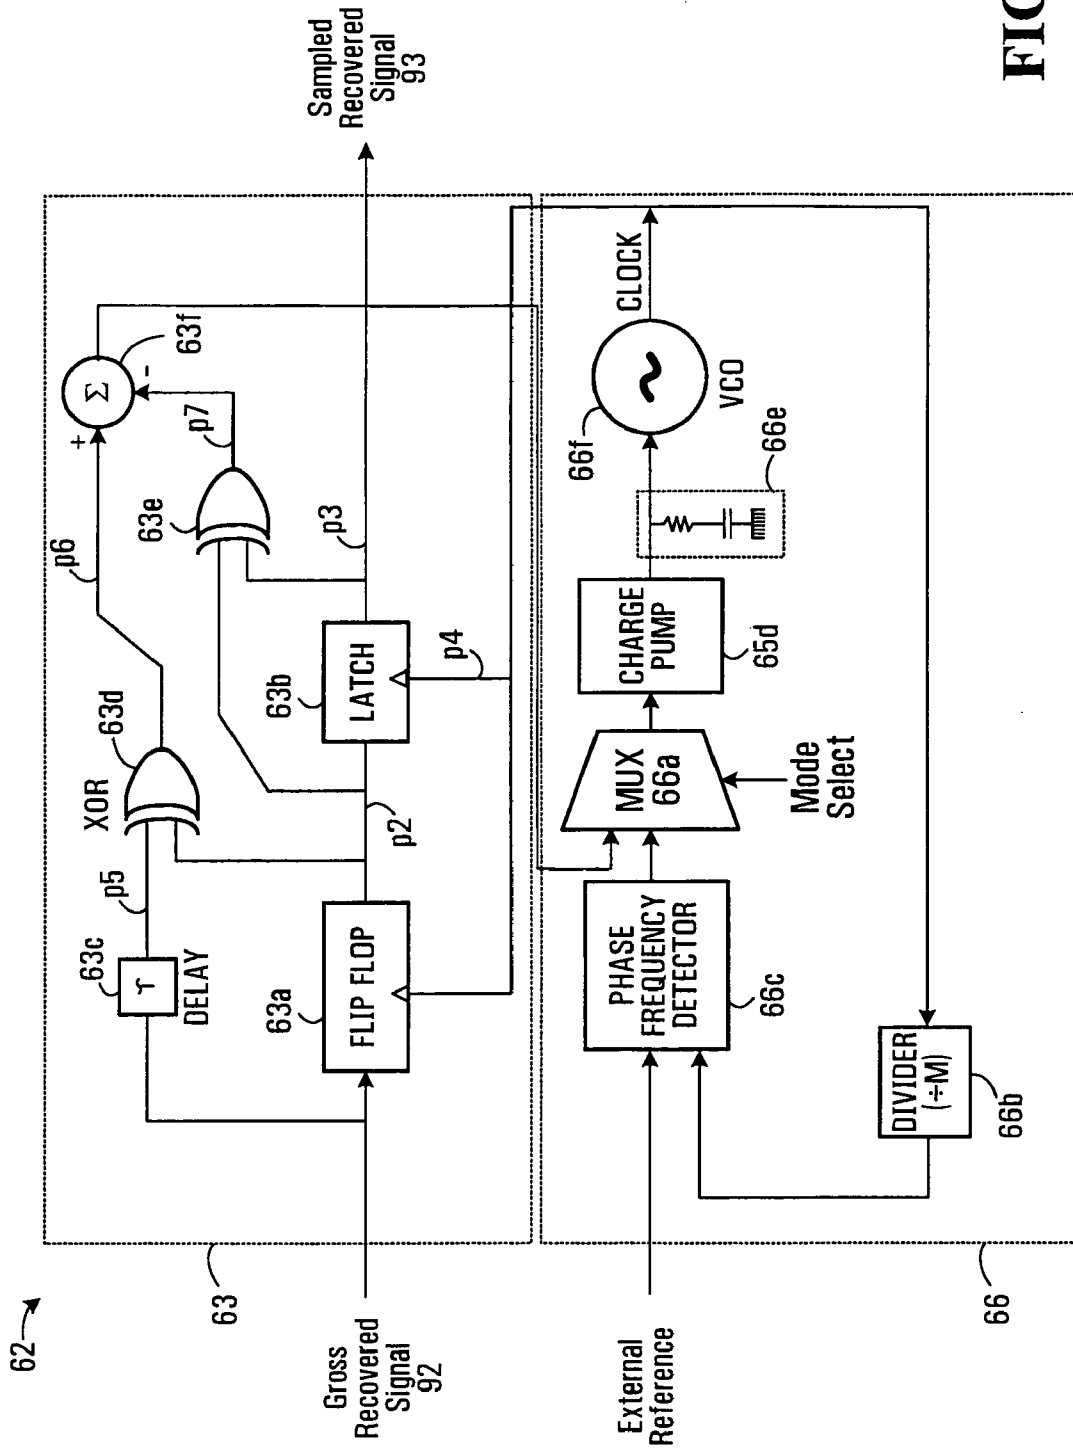 62
63
Gross
Recovered
Signal
92
63c
DELAY
p5
XOR
63d
p6
+
Σ
63f
-
p7
63e
63a
FLIP FLOP
p2
63b
LATCH
p3
p4
Sampled
Recovered
Signal
93
66
External
Reference
PHASE
FREQUENCY
DETECTOR
66c
MUX
66a
Mode
Select
CHARGE
PUMP
65d
66e
66f
VCO
CLOCK
DIVIDER
(÷M)
66b